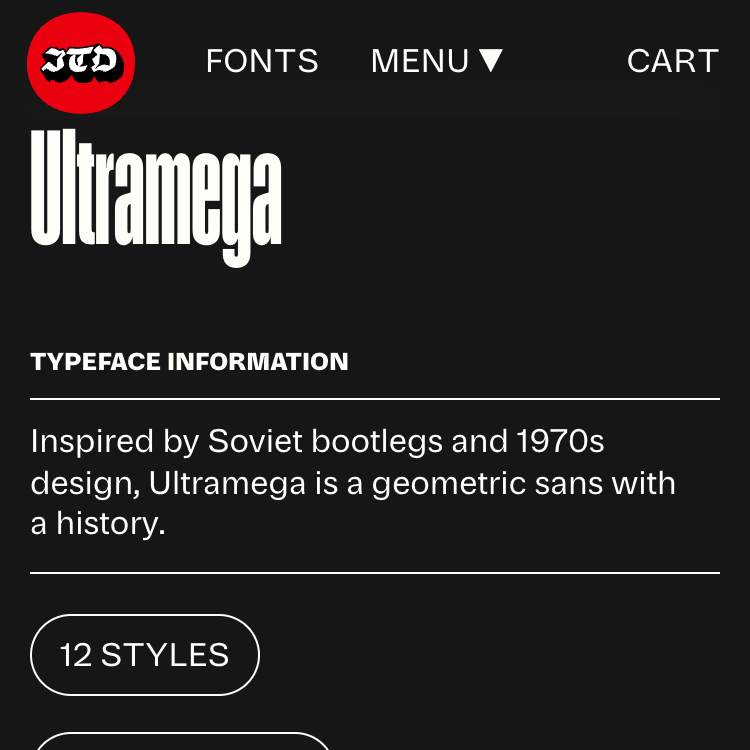 JTD
FONTS MENU ▼ CART
Ultramega
TYPEFACE INFORMATION
Inspired by Soviet bootlegs and 1970s
design, Ultramega is a geometric sans with
a history.
12 STYLES